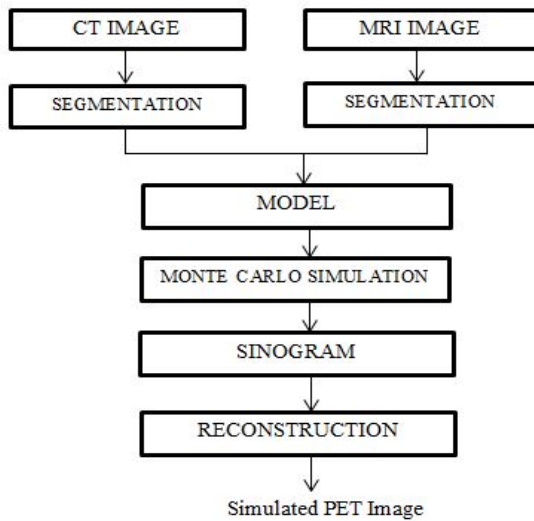 CT IMAGE
MRI IMAGE
SEGMENTATION
SEGMENTATION
MODEL
MONTE CARLO SIMULATION
SINOGRAM
RECONSTRUCTION
Simulated PET Image